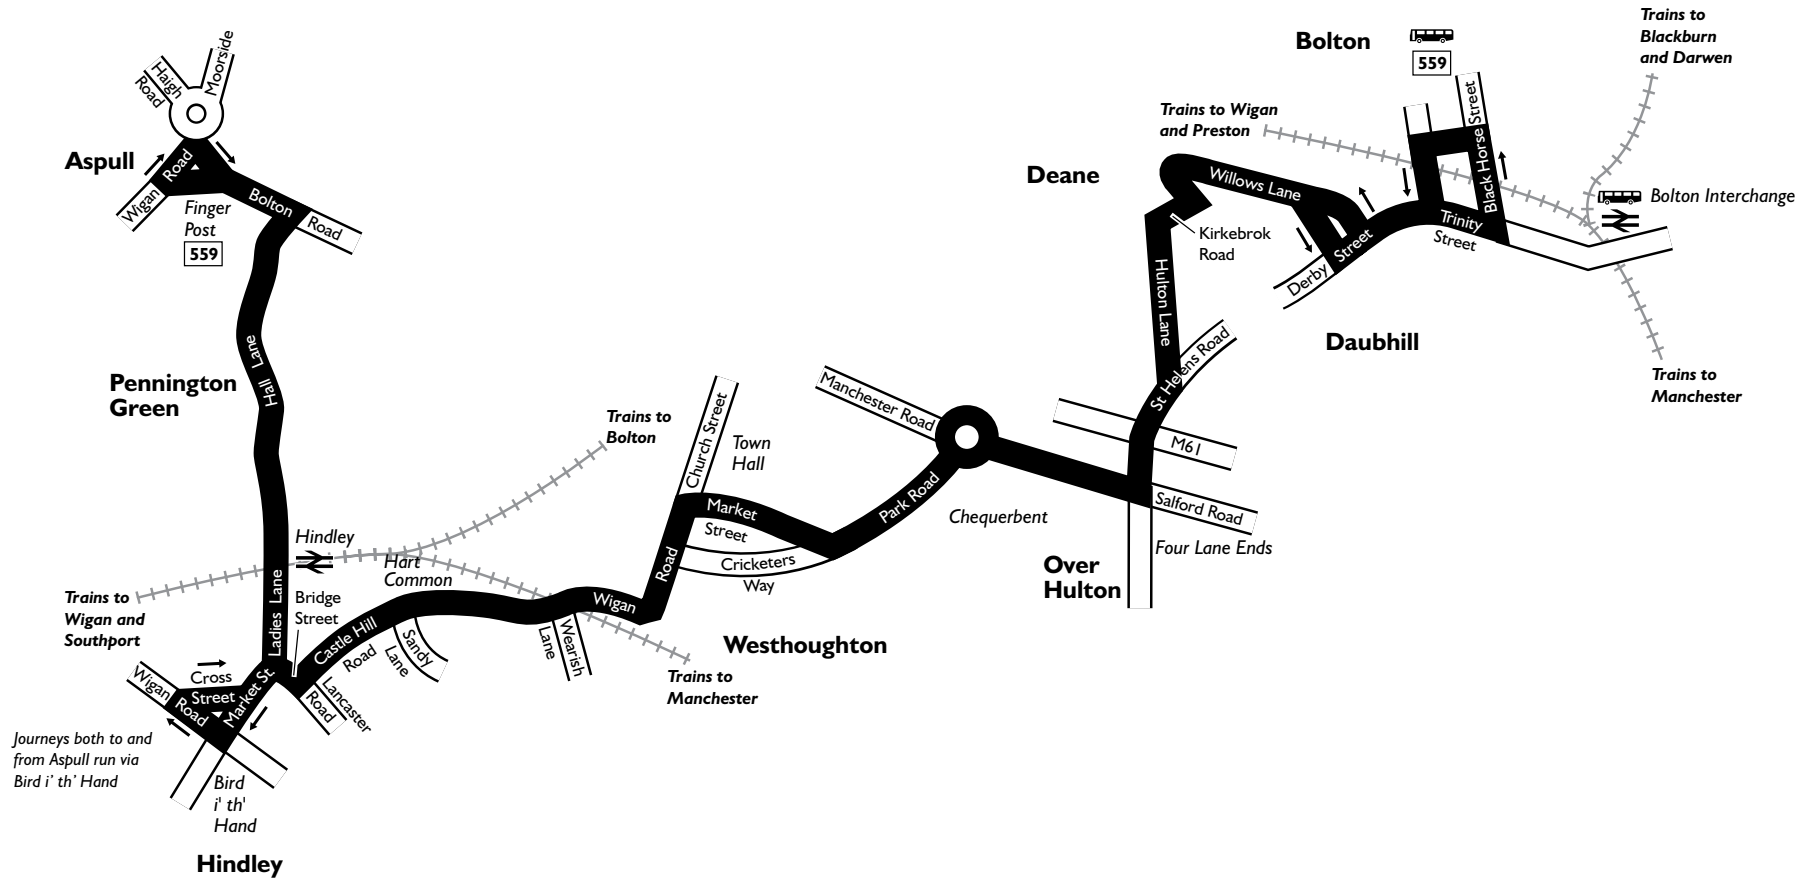 Haigh
Road
Moorside
Aspull
Road
Wigan
Finger
Post
559
Bolton
Road
Hall Lane
Pennington
Green
Hindley
Trains to
Wigan and
Southport
Ladies Lane
Bridge
Street
Hart
Common
Trains to
Bolton
Wigan
Road
Cross
Street
Market St
Journeys both to and
from Aspull run via
Bird i' th' Hand
Bird
i' th'
Hand
Hindley
Castle Hill
Road
Lancaster
Road
Sandy
Lane
Wearish
Lane
Wigan
Road
Trains to
Manchester
Westhoughton
Church Street
Town
Hall
Market
Street
Cricketers
Way
Park Road
Manchester Road
Chequerbent
Salford Road
Four Lane Ends
Over
Hulton
M61
St Helens Road
Hulton Lane
Kirkebrok
Road
Deane
Willows Lane
Derby
Street
Daubhill
Trains to Wigan
and Preston
Bolton
559
Black Horse Street
Trinity
Street
Trains to
Blackburn
and Darwen
Bolton Interchange
Trains to
Manchester